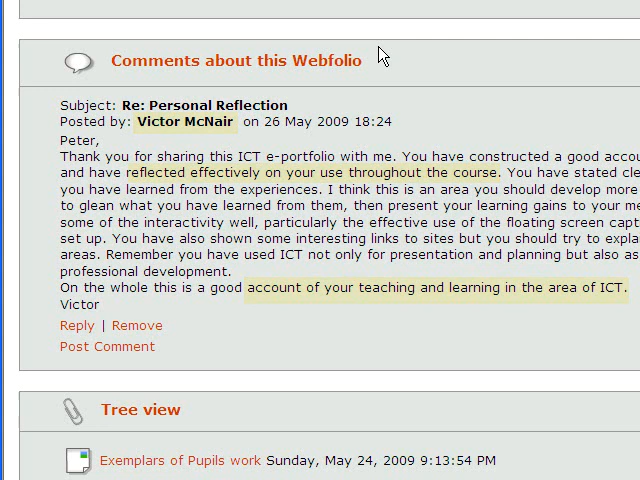 Comments about this Webfolio
Subject: Re: Personal Reflection
Posted by: Victor McNair on 26 May 2009 18:24
Peter,
Thank you for sharing this ICT e-portfolio with me. You have constructed a good
and have reflected effectively on your use throughout the course. You have stated
you have learned from the experiences. I think this is an area you should develop more
to glean what you have learned from them, then present your learning gains to your
some of the interactivity well, particularly the effective use of the floating screen
set up. You have also shown some interesting links to sites but you should try to
areas. Remember you have used ICT not only for presentation and planning but also as
professional development.
On the whole this is a good account of your teaching and learning in the area of ICT.
Victor
Reply | Remove
Post Comment
Tree view
Exemplars of Pupils work Sunday, May 24, 2009 9:13:54 PM